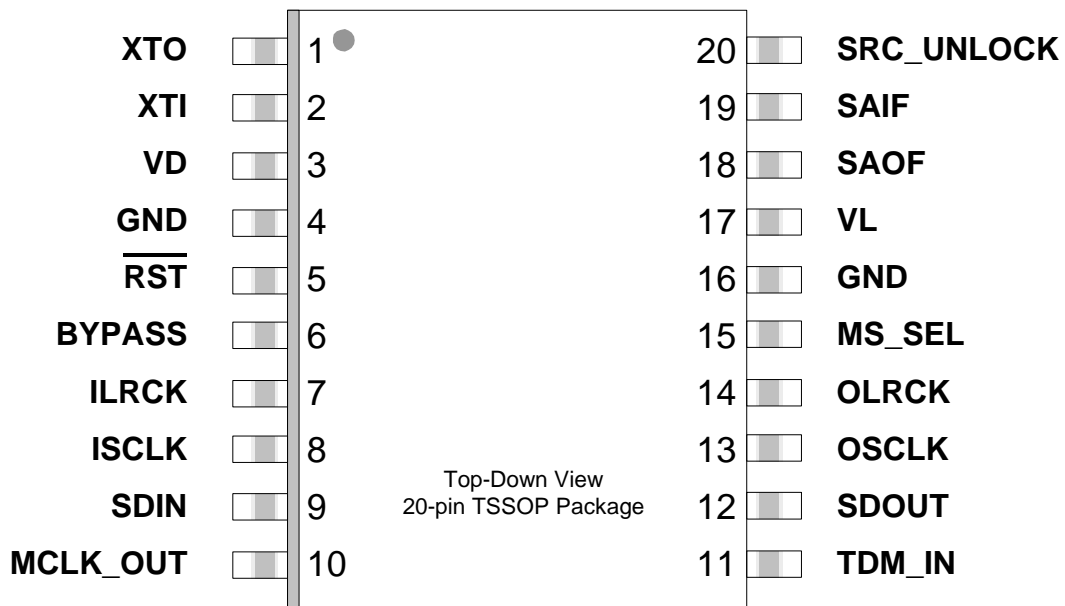 XTO 1 20 SRC_UNLOCK
XTI 2 19 SAIF
VD 3 18 SAOF
GND 4 17 VL
RST 5 16 GND
BYPASS 6 15 MS_SEL
ILRCK 7 14 OLRCK
ISCLK 8 13 OSCLK
Top-Down View
SDIN 9 20-pin TSSOP Package 12 SDOUT
MCLK_OUT 10 11 TDM_IN